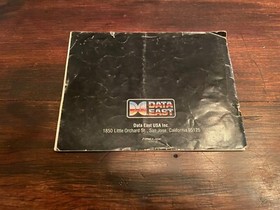 DATA
EAST
Data East USA Inc.
1850 Little Orchard St., San Jose, California 95125